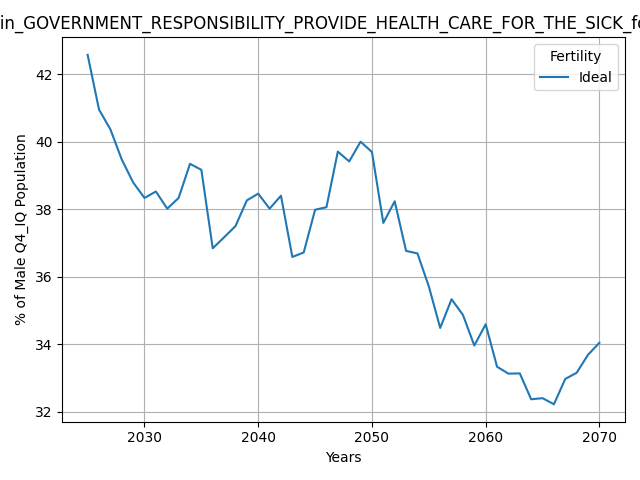 in_GOVERNMENT_RESPONSIBILITY_PROVIDE_HEALTH_CARE_FOR_THE_SICK_fo
Fertility
Ideal
% of Male Q4_IQ Population
42
40
38
36
34
32
2030 2040 2050 2060 2070
Years